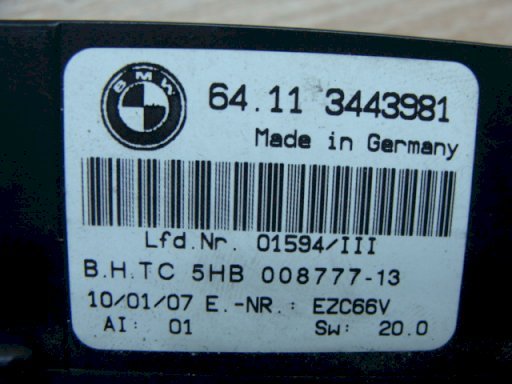 BMW
64.11 3443981
Made in Germany
Lfd.Nr. 01594/III
B.H.TC 5HB 008777-13
10/01/07 E.-NR.: EZC66V
AI: 01 SW: 20.0